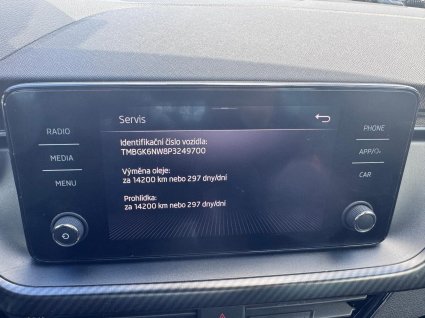 Servis
RADIO
MEDIA
MENU
Identifikační číslo vozidla:
TMBGK6NW8P3249700
Výměna oleje:
za 14200 km nebo 297 dny/dní
Prohlídka:
za 14200 km nebo 297 dny/dní
PHONE
APP/
CAR